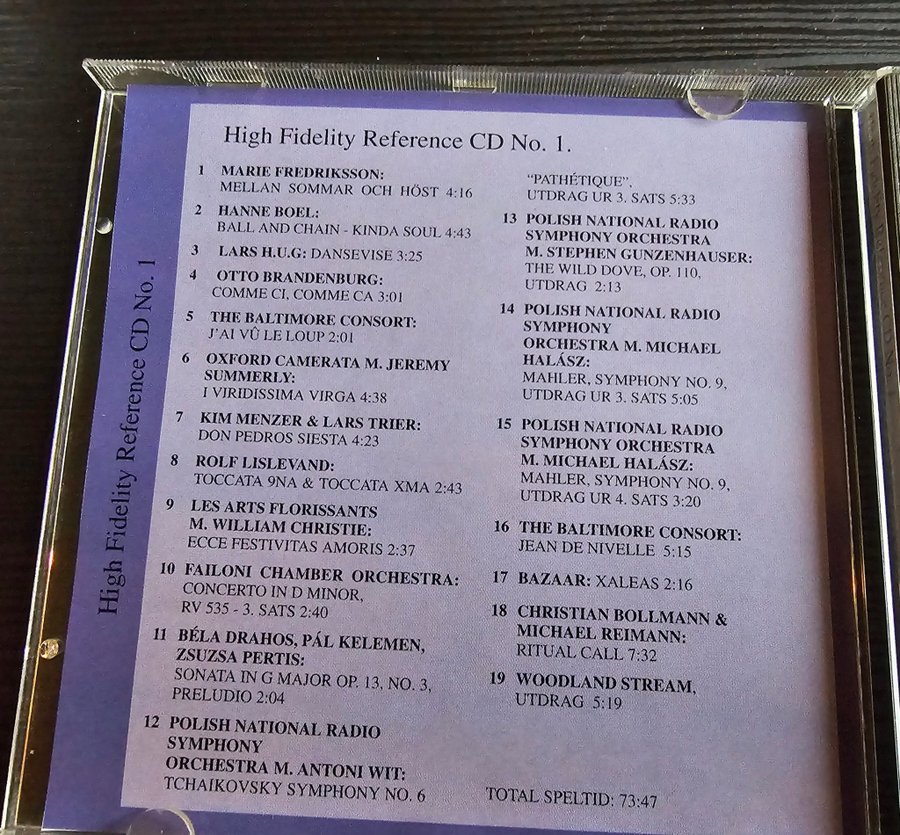 High Fidelity Reference CD No. 1
High Fidelity Reference CD No. 1.
1 MARIE FREDRIKSSON:
MELLAN SOMMAR OCH HÖST 4:16
2 HANNE BOEL:
BALL AND CHAIN - KINDA SOUL 4:43
3 LARS H.U.G: DANSEVISE 3:25
4 OTTO BRANDENBURG:
COMME CI, COMME CA 3:01
5 THE BALTIMORE CONSORT:
J'AI VÛ LE LOUP 2:01
6 OXFORD CAMERATA M. JEREMY
SUMMERLY:
I VIRIDISSIMA VIRGA 4:38
7 KIM MENZER & LARS TRIER:
DON PEDROS SIESTA 4:23
8 ROLF LISLEVAND:
TOCCATA 9NA & TOCCATA XMA 2:43
9 LES ARTS FLORISSANTS
M. WILLIAM CHRISTIE:
ECCE FESTIVITAS AMORIS 2:37
10 FAILONI CHAMBER ORCHESTRA:
CONCERTO IN D MINOR,
RV 535 - 3. SATS 2:40
11 BÉLA DRAHOS, PÁL KELEMEN,
ZSUZSA PERTIS:
SONATA IN G MAJOR OP. 13, NO. 3,
PRELUDIO 2:04
12 POLISH NATIONAL RADIO
SYMPHONY
ORCHESTRA M. ANTONI WIT:
TCHAIKOVSKY SYMPHONY NO. 6
"PATHÉTIQUE",
UTDRAG UR 3. SATS 5:33
13 POLISH NATIONAL RADIO
SYMPHONY ORCHESTRA
M. STEPHEN GUNZENHAUSER:
THE WILD DOVE, OP. 110,
UTDRAG 2:13
14 POLISH NATIONAL RADIO
SYMPHONY
ORCHESTRA M. MICHAEL
HALÁSZ:
MAHLER, SYMPHONY NO. 9,
UTDRAG UR 3. SATS 5:05
15 POLISH NATIONAL RADIO
SYMPHONY ORCHESTRA
M. MICHAEL HALÁSZ:
MAHLER, SYMPHONY NO. 9,
UTDRAG UR 4. SATS 3:20
16 THE BALTIMORE CONSORT:
JEAN DE NIVELLE 5:15
17 BAZAAR: XALEAS 2:16
18 CHRISTIAN BOLLMANN &
MICHAEL REIMANN:
RITUAL CALL 7:32
19 WOODLAND STREAM,
UTDRAG 5:19
TOTAL SPELTID: 73:47